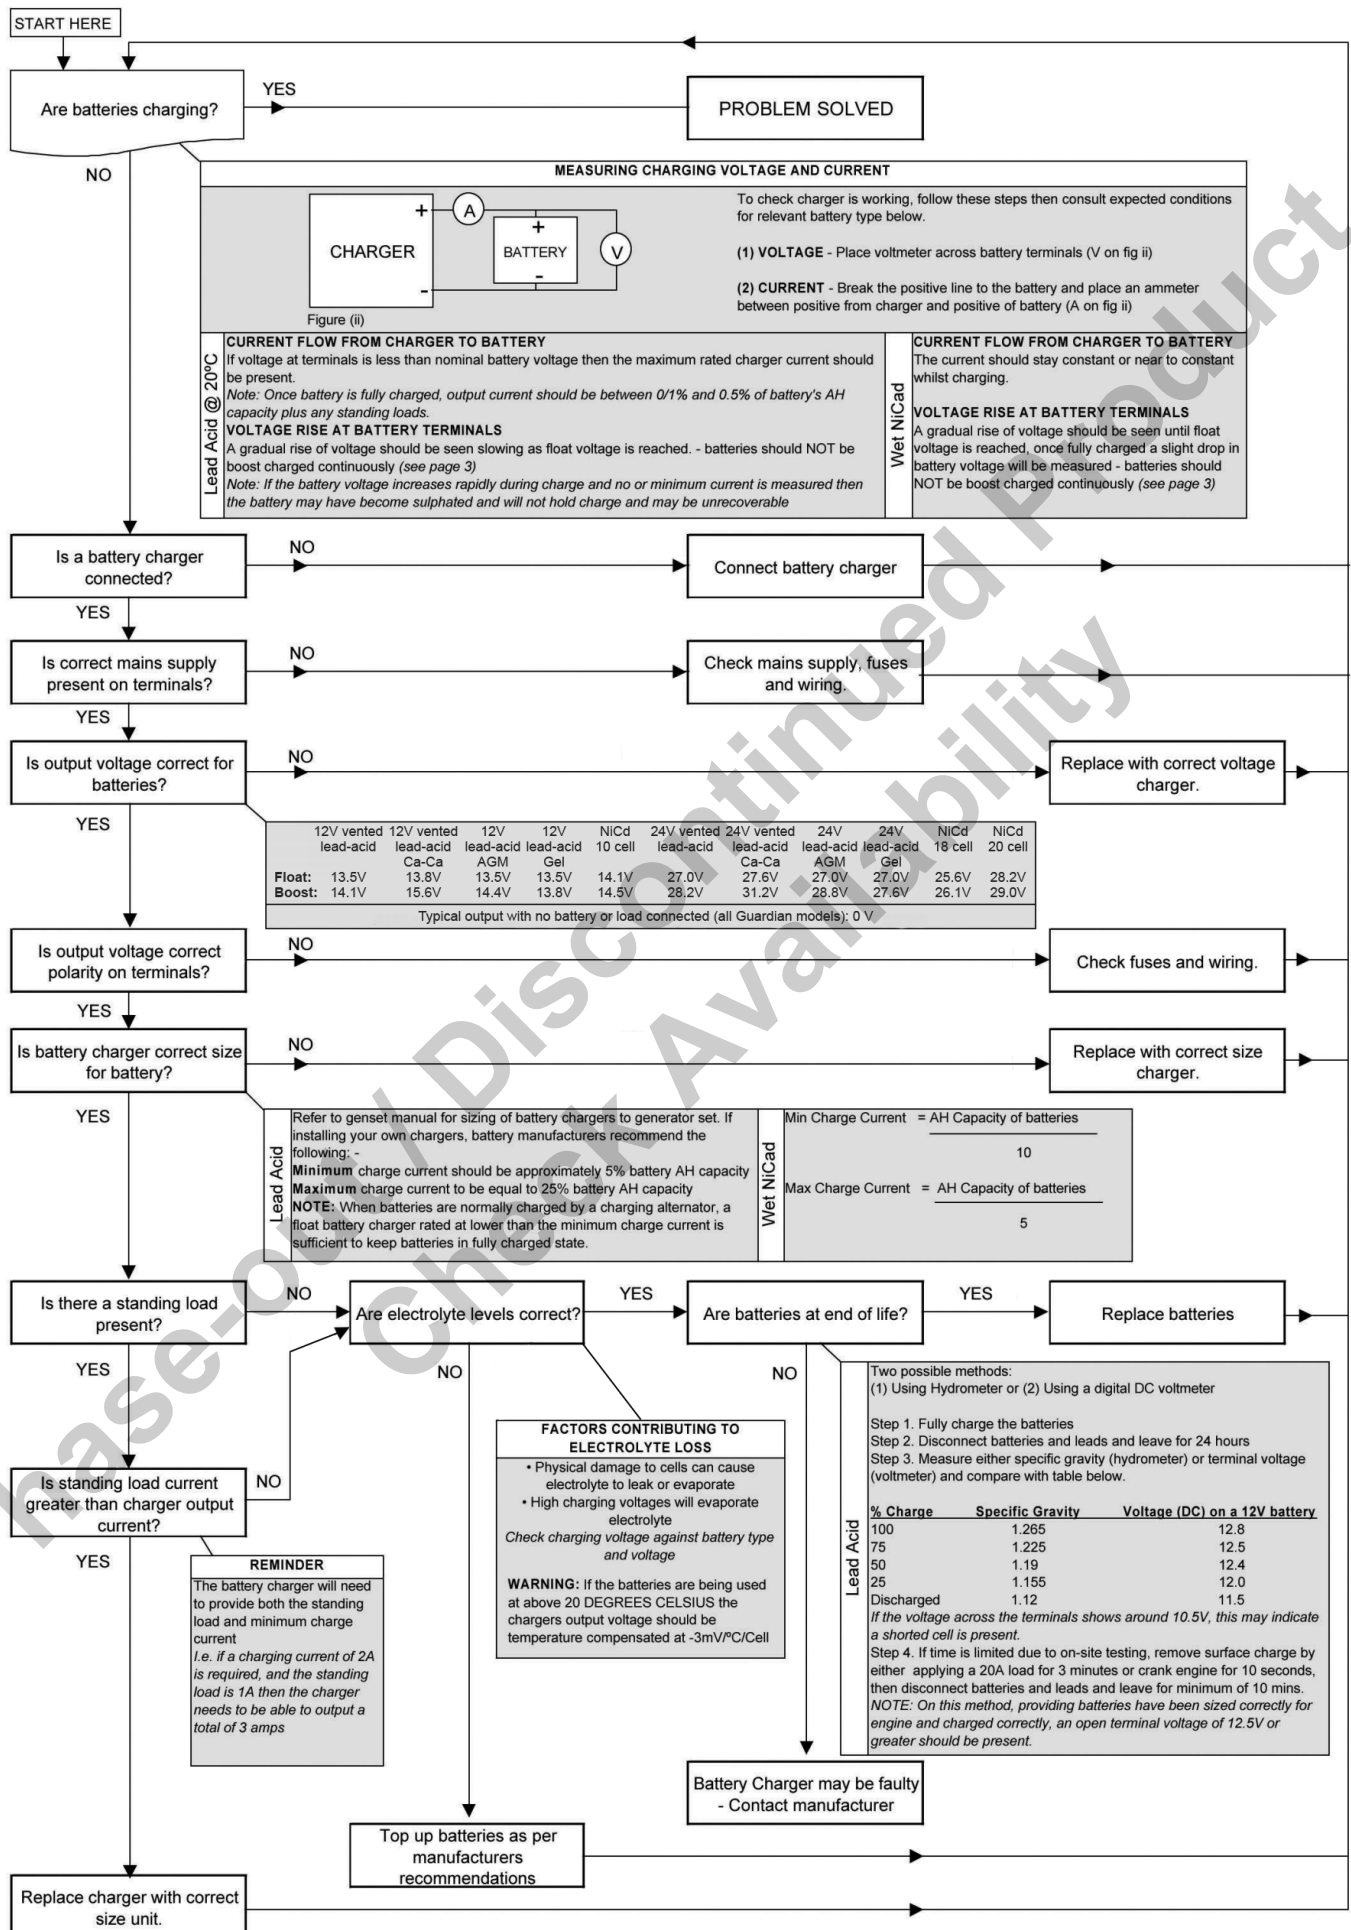 START HERE
Are batteries charging?
YES
PROBLEM SOLVED
NO
MEASURING CHARGING VOLTAGE AND CURRENT
CHARGER
+
-
A
+
BATTERY
-
V
Figure (ii)
To check charger is working, follow these steps then consult expected conditions
for relevant battery type below.
(1) VOLTAGE - Place voltmeter across battery terminals (V on fig ii)
(2) CURRENT - Break the positive line to the battery and place an ammeter
between positive from charger and positive of battery (A on fig ii)
Lead Acid @ 20ºC
CURRENT FLOW FROM CHARGER TO BATTERY
If voltage at terminals is less than nominal battery voltage then the maximum rated charger current should
be present.
Note: Once battery is fully charged, output current should be between 0/1% and 0.5% of battery's AH
capacity plus any standing loads.
VOLTAGE RISE AT BATTERY TERMINALS
A gradual rise of voltage should be seen slowing as float voltage is reached. - batteries should NOT be
boost charged continuously (see page 3)
Note: If the battery voltage increases rapidly during charge and no or minimum current is measured then
the battery may have become sulphated and will not hold charge and may be unrecoverable
Wet NiCad
CURRENT FLOW FROM CHARGER TO BATTERY
The current should stay constant or near to constant
whilst charging.
VOLTAGE RISE AT BATTERY TERMINALS
A gradual rise of voltage should be seen until float
voltage is reached, once fully charged a slight drop in
battery voltage will be measured - batteries should
NOT be boost charged continuously (see page 3)
Is a battery charger
connected?
NO
Connect battery charger
YES
Is correct mains supply
present on terminals?
NO
Check mains supply, fuses
and wiring.
YES
Is output voltage correct for
batteries?
NO
Replace with correct voltage
charger.
YES
12V vented 12V vented 12V 12V NiCd 24V vented 24V vented 24V 24V NiCd NiCd
lead-acid lead-acid lead-acid lead-acid 10 cell lead-acid lead-acid lead-acid lead-acid 18 cell 20 cell
Ca-Ca AGM Gel Ca-Ca AGM Gel
Float: 13.5V 13.8V 13.5V 13.5V 14.1V 27.0V 27.6V 27.0V 27.0V 25.6V 28.2V
Boost: 14.1V 15.6V 14.4V 13.8V 14.5V 28.2V 31.2V 28.8V 27.6V 26.1V 29.0V
Typical output with no battery or load connected (all Guardian models): 0 V
Is output voltage correct
polarity on terminals?
NO
Check fuses and wiring.
YES
Is battery charger correct size
for battery?
NO
Replace with correct size
charger.
YES
Lead Acid
Refer to genset manual for sizing of battery chargers to generator set. If
installing your own chargers, battery manufacturers recommend the
following: -
Minimum charge current should be approximately 5% battery AH capacity
Maximum charge current to be equal to 25% battery AH capacity
NOTE: When batteries are normally charged by a charging alternator, a
float battery charger rated at lower than the minimum charge current is
sufficient to keep batteries in fully charged state.
Wet NiCad
Min Charge Current = AH Capacity of batteries
10
Max Charge Current = AH Capacity of batteries
5
Is there a standing load
present?
NO
Are electrolyte levels correct?
YES
Are batteries at end of life?
YES
Replace batteries
YES
NO
NO
Is standing load current
greater than charger output
current?
NO
YES
REMINDER
The battery charger will need
to provide both the standing
load and minimum charge
current
I.e. if a charging current of 2A
is required, and the standing
load is 1A then the charger
needs to be able to output a
total of 3 amps
FACTORS CONTRIBUTING TO
ELECTROLYTE LOSS
• Physical damage to cells can cause
electrolyte to leak or evaporate
• High charging voltages will evaporate
electrolyte
Check charging voltage against battery type
and voltage
WARNING: If the batteries are being used
at above 20 DEGREES CELSIUS the
chargers output voltage should be
temperature compensated at -3mV/ºC/Cell
Lead Acid
Two possible methods:
(1) Using Hydrometer or (2) Using a digital DC voltmeter
Step 1. Fully charge the batteries
Step 2. Disconnect batteries and leads and leave for 24 hours
Step 3. Measure either specific gravity (hydrometer) or terminal voltage
(voltmeter) and compare with table below.
% Charge Specific Gravity Voltage (DC) on a 12V battery
100 1.265 12.8
75 1.225 12.5
50 1.19 12.4
25 1.155 12.0
Discharged 1.12 11.5
If the voltage across the terminals shows around 10.5V, this may indicate
a shorted cell is present.
Step 4. If time is limited due to on-site testing, remove surface charge by
either applying a 20A load for 3 minutes or crank engine for 10 seconds,
then disconnect batteries and leads and leave for minimum of 10 mins.
NOTE: On this method, providing batteries have been sized correctly for
engine and charged correctly, an open terminal voltage of 12.5V or
greater should be present.
Battery Charger may be faulty
- Contact manufacturer
Top up batteries as per
manufacturers
recommendations
Replace charger with correct
size unit.
hase-out / Discontinued Product
Check Availability